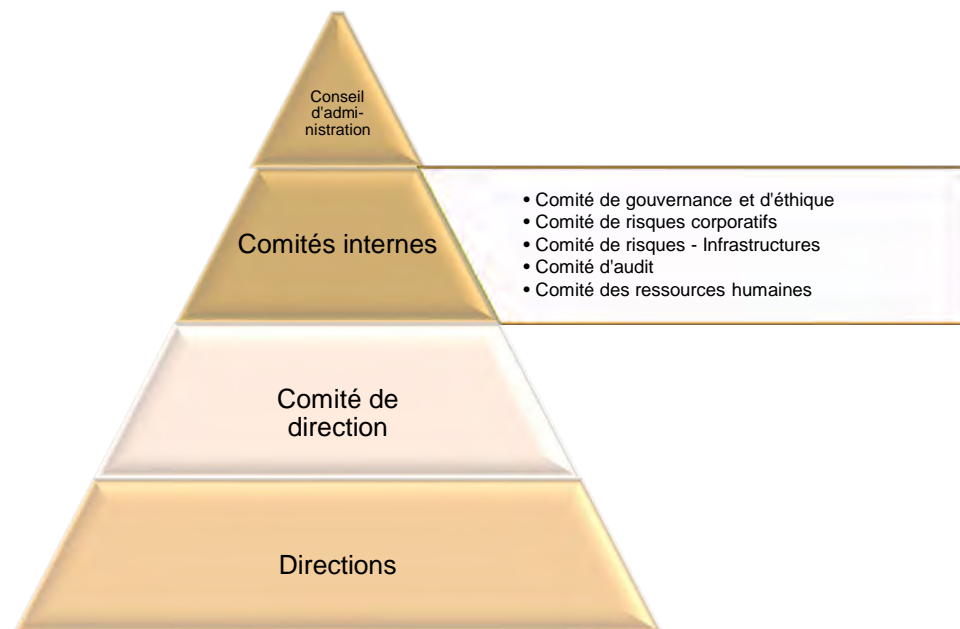 Conseil
d'admi-
nistration
Comités internes
• Comité de gouvernance et d'éthique
• Comité de risques corporatifs
• Comité de risques - Infrastructures
• Comité d'audit
• Comité des ressources humaines
Comité de
direction
Directions